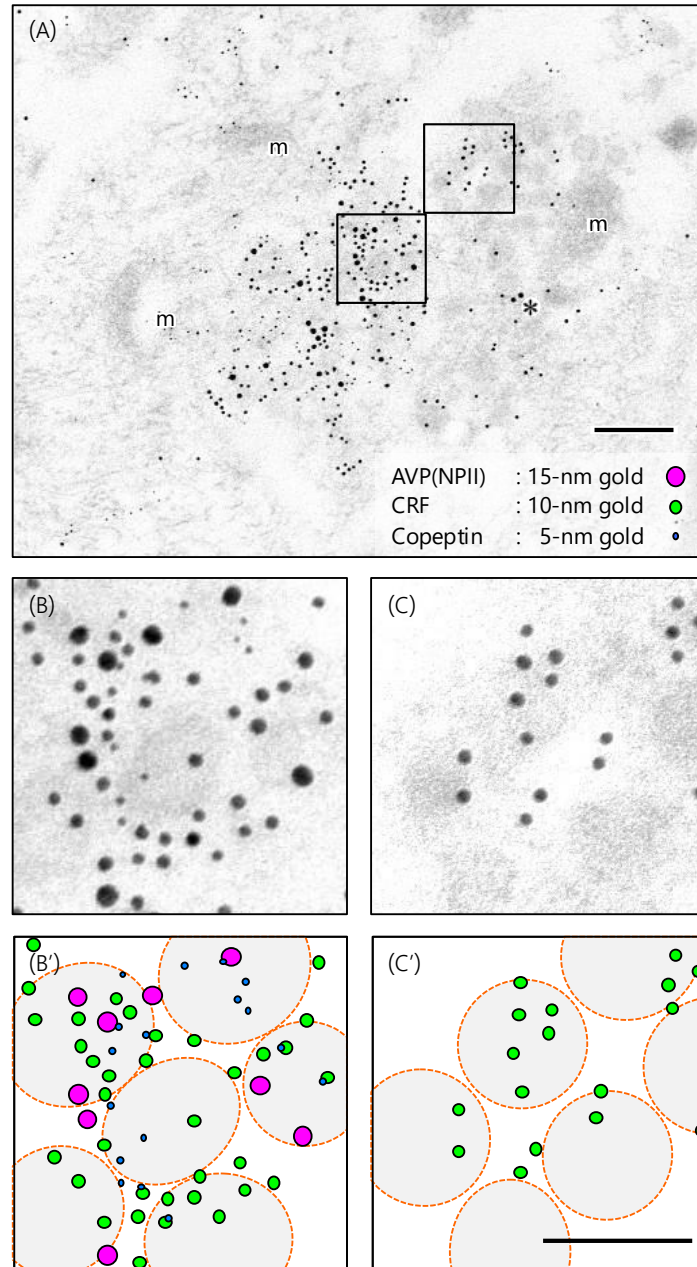 (A)
m
m
m
*
AVP(NPII) : 15-nm gold
CRF : 10-nm gold
Copeptin : 5-nm gold
(B)
(C)
(B’)
(C’)